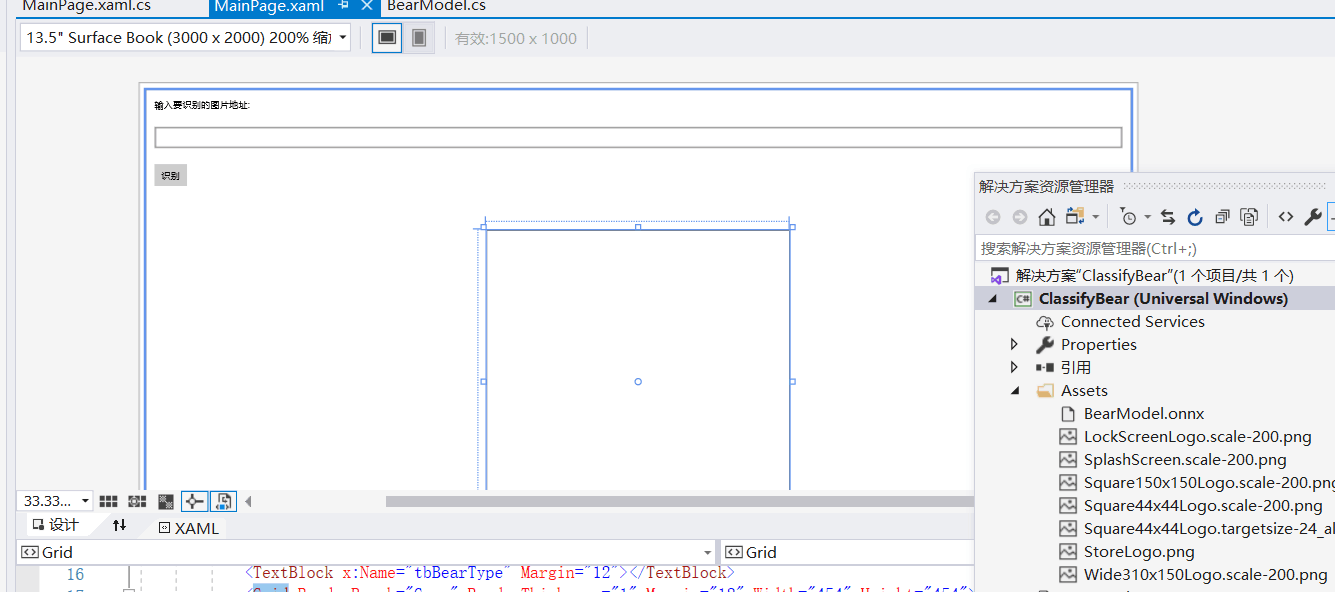 MainPage.xaml.cs MainPage.xaml BearModel.cs
13.5" Surface Book (3000 x 2000) 200% 缩 有效:1500 x 1000
输入要识别的图片地址:
识别
解决方案资源管理器
搜索解决方案资源管理器(Ctrl+;)
解决方案"ClassifyBear"(1 个项目/共 1 个)
C# ClassifyBear (Universal Windows)
Connected Services
Properties
引用
Assets
BearModel.onnx
LockScreenLogo.scale-200.png
SplashScreen.scale-200.png
Square150x150Logo.scale-200.png
Square44x44Logo.scale-200.png
Square44x44Logo.targetsize-24_al
StoreLogo.png
Wide310x150Logo.scale-200.png
33.33...
设计 XAML
Grid Grid
16 <TextBlock x:Name="tbBearType" Margin="12"></TextBlock>